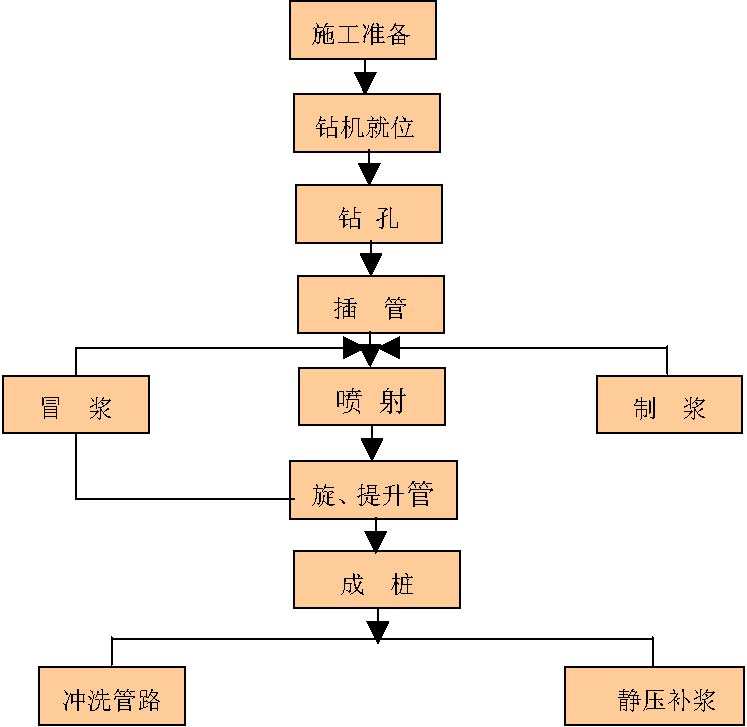 施工准备
钻机就位
钻 孔
插 管
冒 浆
喷 射
制 浆
旋、提升管
成 桩
冲洗管路
静压补浆